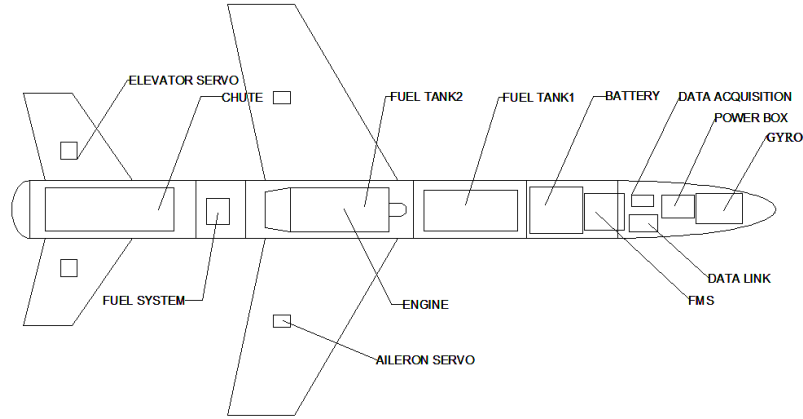 ELEVATOR SERVO
CHUTE
FUEL TANK2
FUEL TANK1
BATTERY
DATA ACQUISITION
POWER BOX
GYRO
FUEL SYSTEM
ENGINE
AILERON SERVO
DATA LINK
FMS